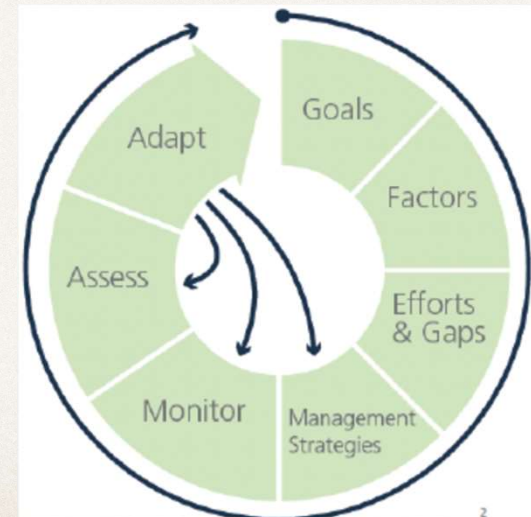 Goals
Factors
Efforts
& Gaps
Management
Strategies
Monitor
Assess
Adapt
2